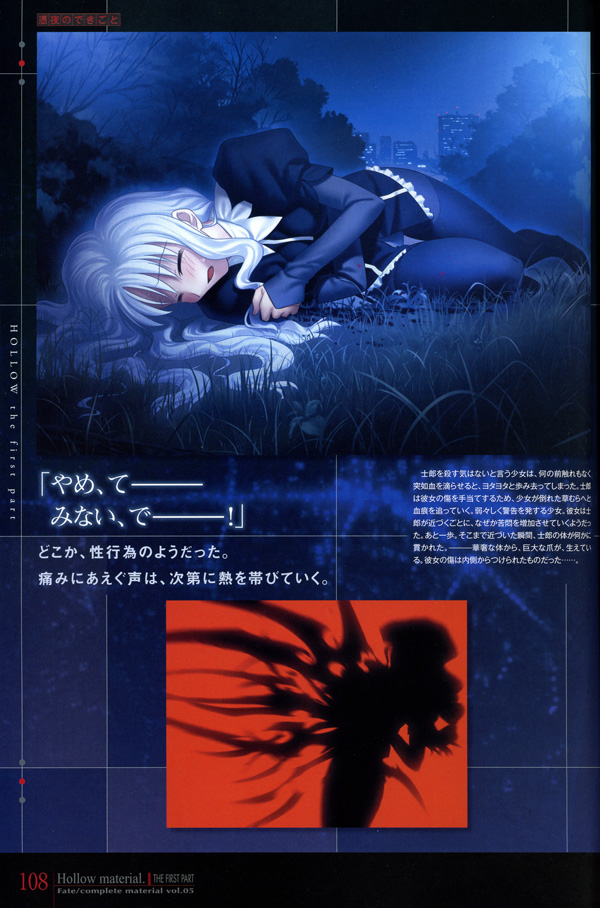 憑夜のできごと
HOLLOW the first part
「やめ、て―――
みない、で―――！」
どこか、性行為のようだった。
痛みにあえぐ声は、次第に熱を帯びていく。
士郎を殺す気はないと言う少女は、何の前触れもなく
突如血を滴らせると、ヨタヨタと歩み去ってしまった。士郎
は彼女の傷を手当てするため、少女が倒れた草むらへと
血痕を追っていく。弱々しく警告を発する少女。彼女は士
郎が近づくごとに、なぜか苦悶を増加させていくようだっ
た。あと一歩。そこまで近づいた瞬間、士郎の体が何かに
貫かれた。―――華奢な体から、巨大な爪が、生えてい
る。彼女の傷は内側からつけられたものだった……。
108 Hollow material. THE FIRST PART
Fate/complete material vol.05